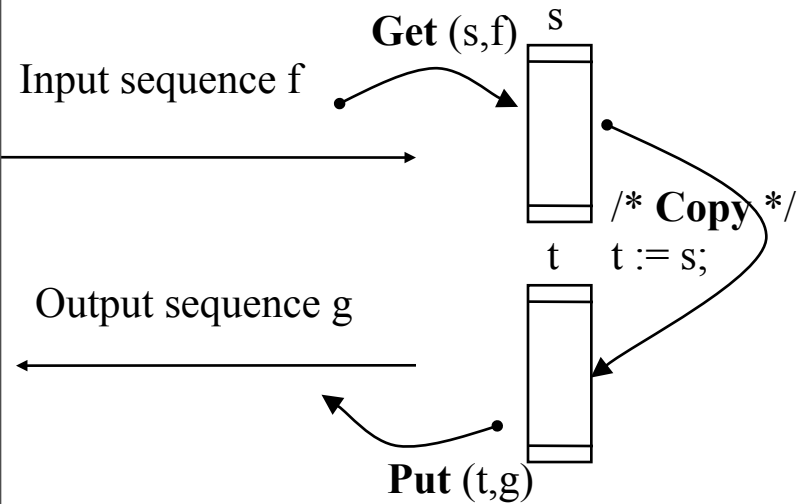 s
Get (s,f)
Input sequence f
/* Copy */
t
t := s;
Output sequence g
Put (t,g)